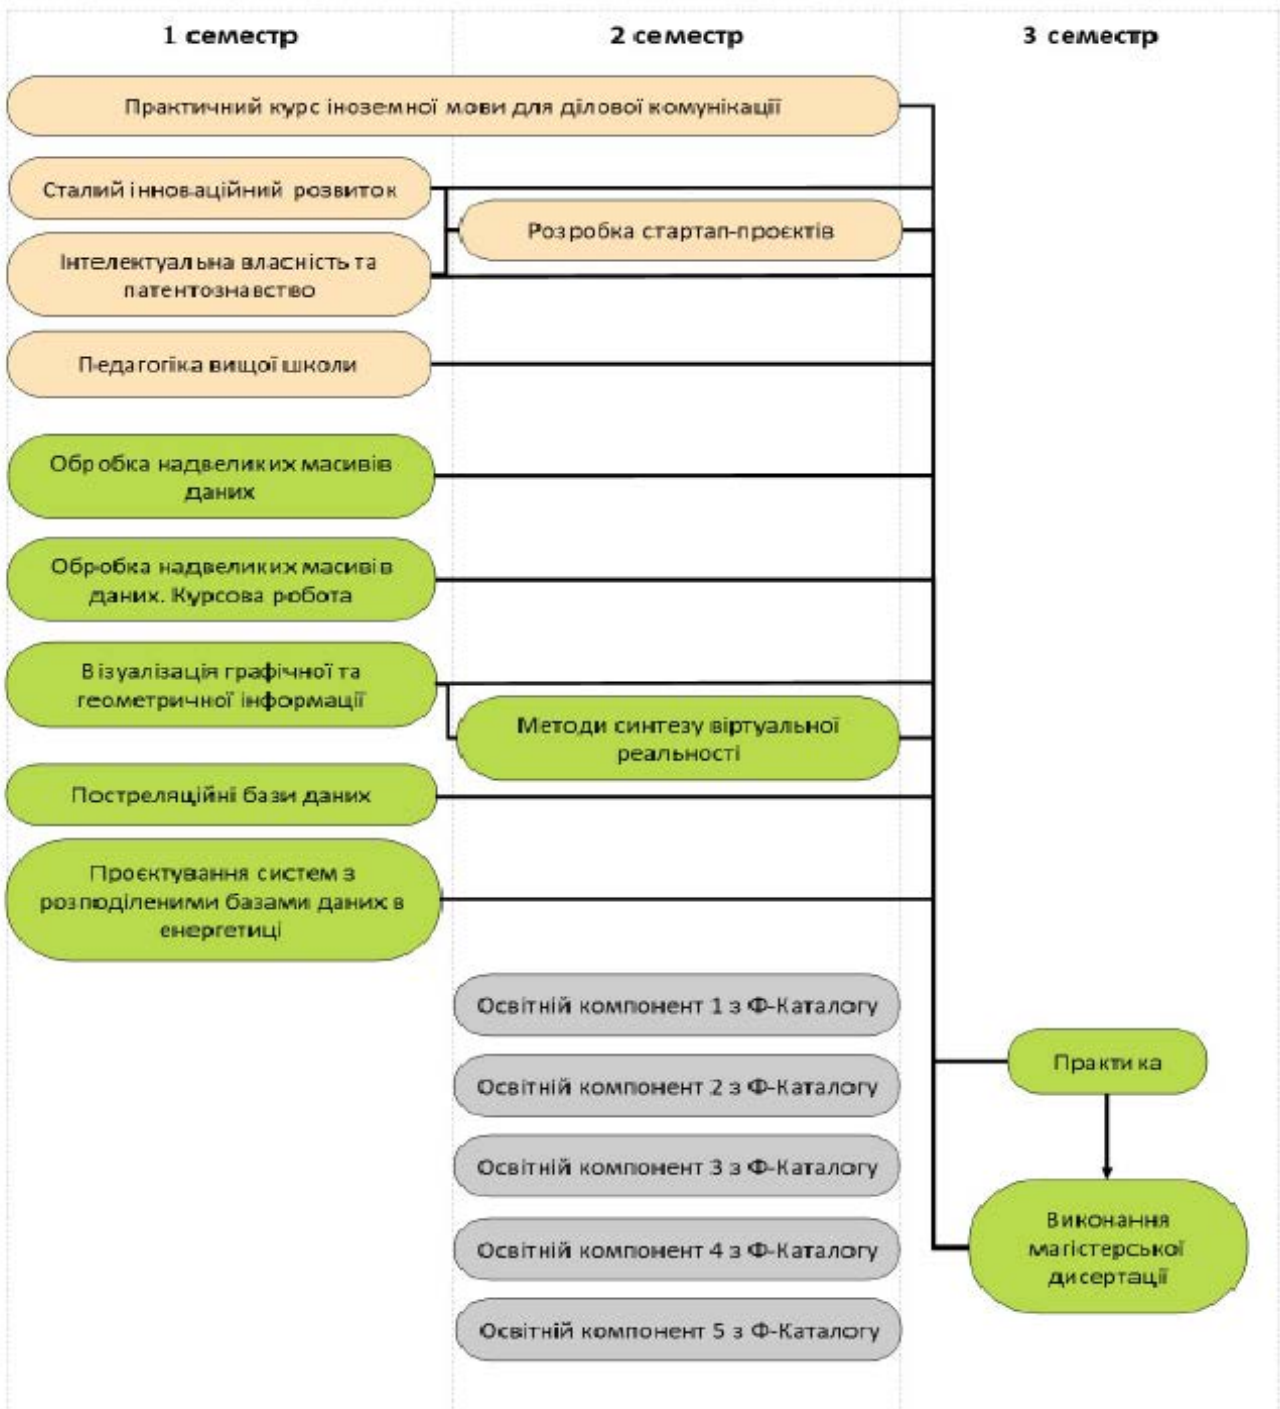 1 семестр
2 семестр
3 семестр
Практичний курс іноземної мови для ділової комунікації
Сталий інноваційний розвиток
Розробка стартап-проєктів
Інтелектуальна власність та
патентознавство
Педагогіка вищої школи
Обробка надвеликих масивів
даних
Обробка надвеликих масивів
даних. Курсова робота
Візуалізація графічної та
геометричної інформації
Методи синтезу віртуальної
реальності
Постреляційні бази даних
Проєктування систем з
розподіленими базами даних в
енергетиці
Освітній компонент 1 з Ф-Каталогу
Практика
Освітній компонент 2 з Ф-Каталогу
Освітній компонент 3 з Ф-Каталогу
Виконання
магістерської
дисертації
Освітній компонент 4 з Ф-Каталогу
Освітній компонент 5 з Ф-Каталогу